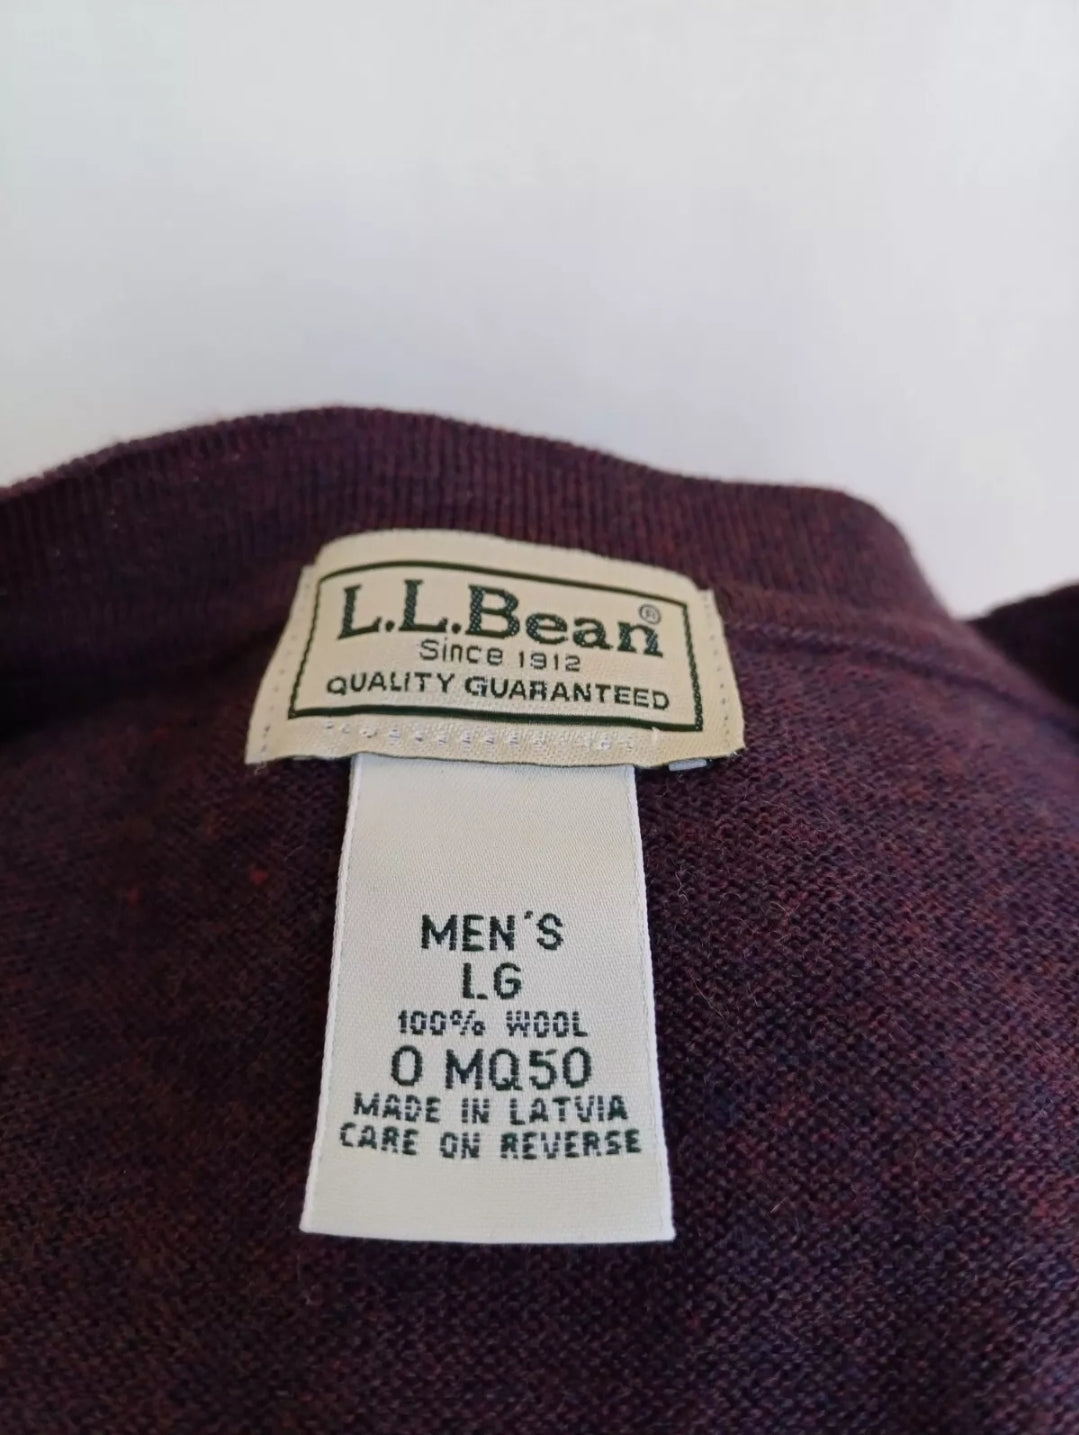 L.L.Bean®
Since 1912
QUALITY GUARANTEED
MEN'S
LG
100% WOOL
0 MQ50
MADE IN LATVIA
CARE ON REVERSE